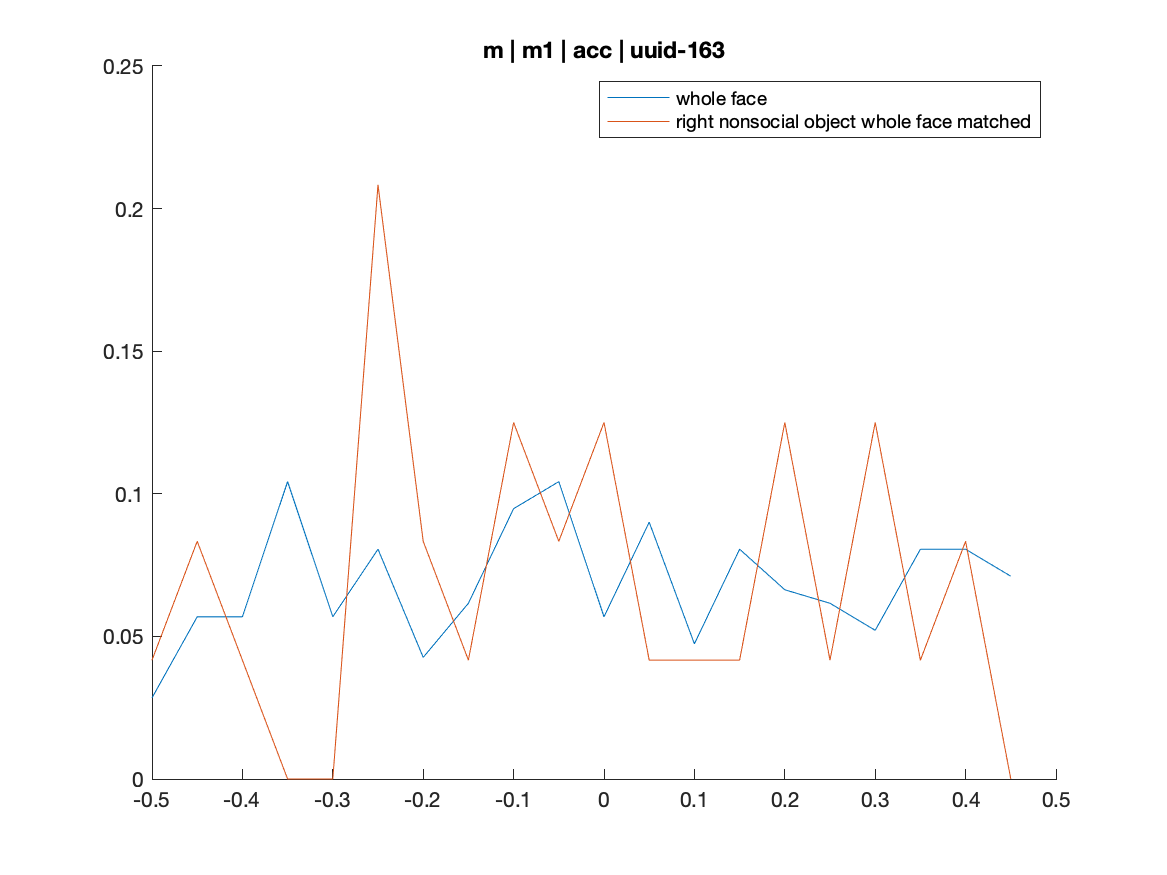 m | m1 | acc | uuid-163
0.25
whole face
right nonsocial object whole face matched
0.2
0.15
0.1
0.05
0
-0.5 -0.4 -0.3 -0.2 -0.1 0 0.1 0.2 0.3 0.4 0.5